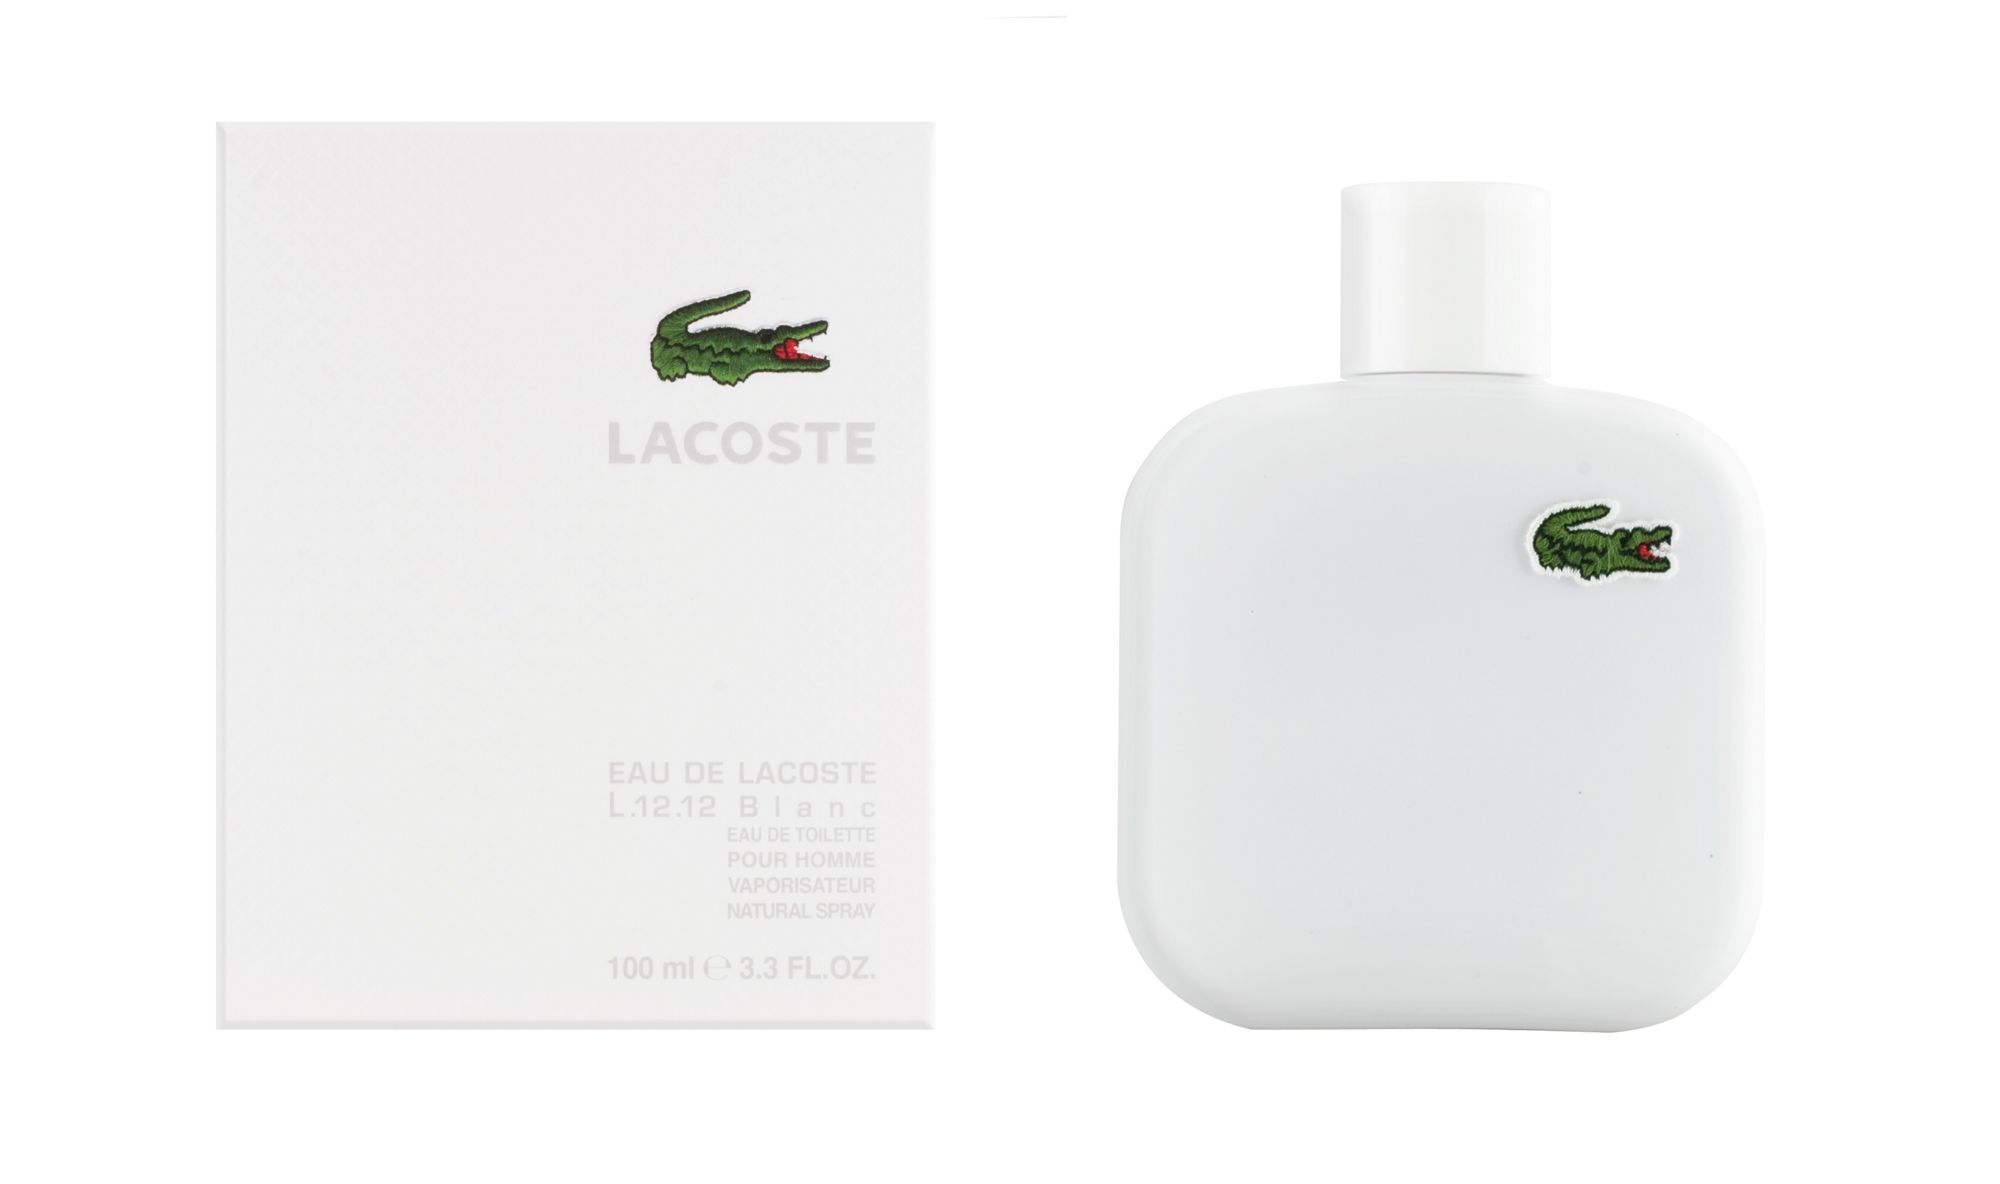 LACOSTE
EAU DE LACOSTE
L.12.12 Blanc
EAU DE TOILETTE
POUR HOMME
VAPORISATEUR
NATURAL SPRAY
100 ml ℮ 3.3 FL.OZ.